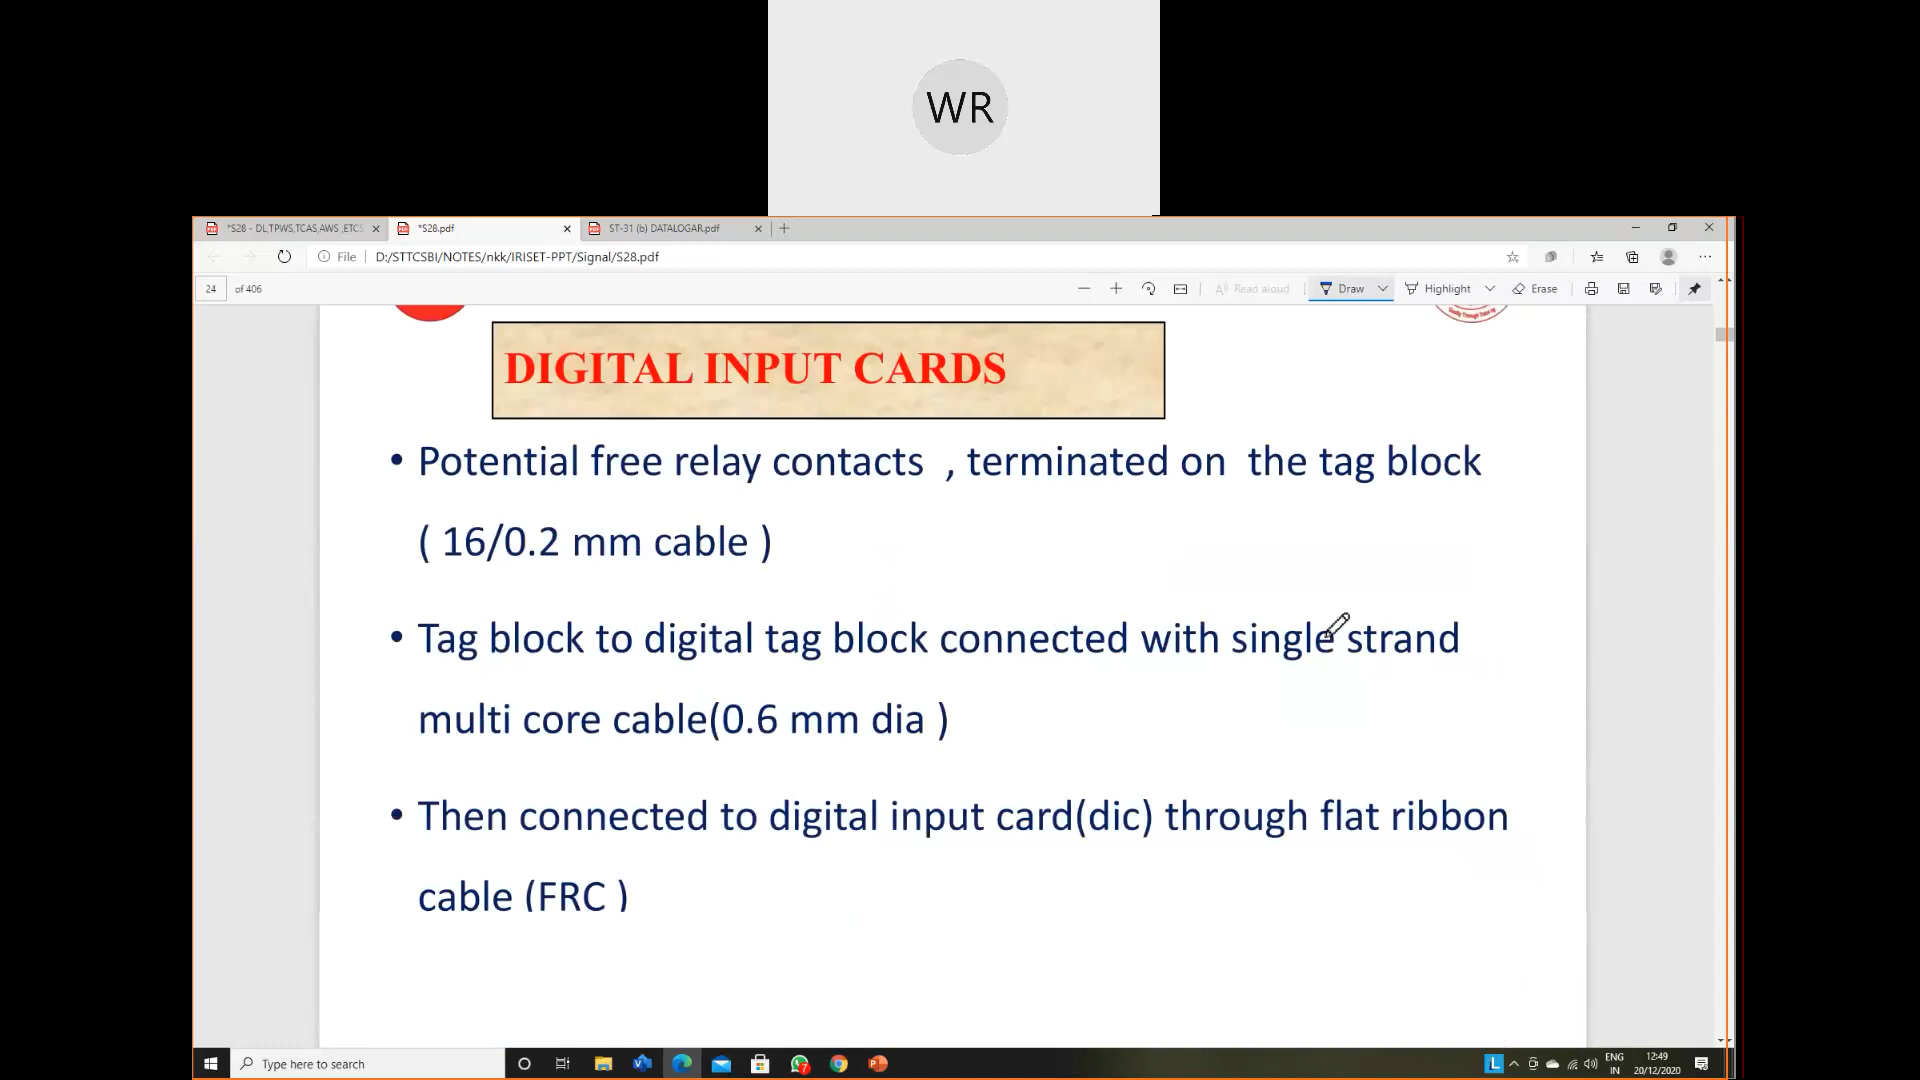 WR
*S28 - DL,TPWS,TCAS,AWS ,ETCS
*S28.pdf
ST-31 (b) DATALOGAR.pdf
File D:/STTCSBI/NOTES/nkk/IRISET-PPT/Signal/S28.pdf
24 of 406
Read aloud
Draw
Highlight
Erase
DIGITAL INPUT CARDS
• Potential free relay contacts , terminated on the tag block
( 16/0.2 mm cable )
• Tag block to digital tag block connected with single strand
multi core cable(0.6 mm dia )
• Then connected to digital input card(dic) through flat ribbon
cable (FRC )
Type here to search
7
L
ENG
IN
12:49
20/12/2020